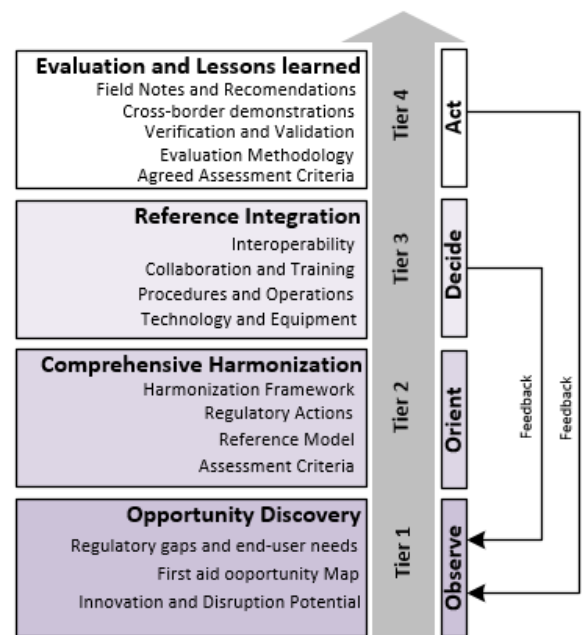 Evaluation and Lessons learned
Field Notes and Recomendations
Cross-border demonstrations
Verification and Validation
Evaluation Methodology
Agreed Assessment Criteria
Tier 4
Act
Reference Integration
Interoperability
Collaboration and Training
Procedures and Operations
Technology and Equipment
Tier 3
Decide
Comprehensive Harmonization
Harmonization Framework
Regulatory Actions
Reference Model
Assessment Criteria
Tier 2
Orient
Feedback
Feedback
Opportunity Discovery
Regulatory gaps and end-user needs
First aid ooportunity Map
Innovation and Disruption Potential
Tier 1
Observe